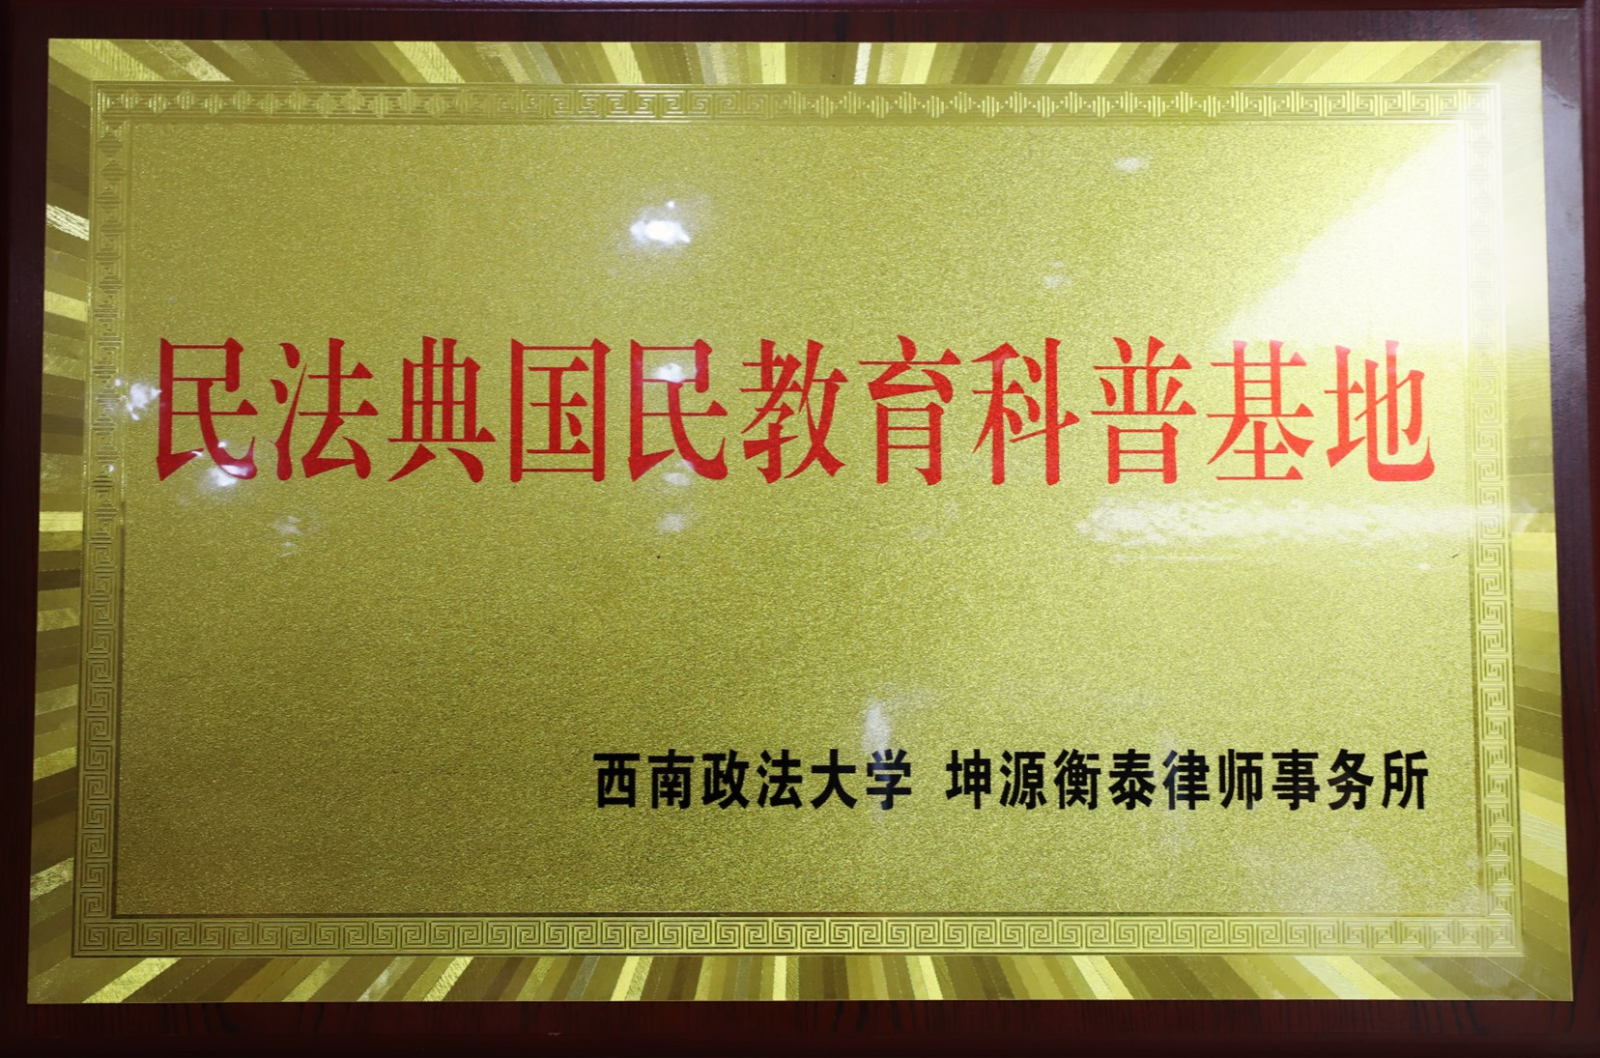 民法典国民教育科普基地
西南政法大学 坤源衡泰律师事务所